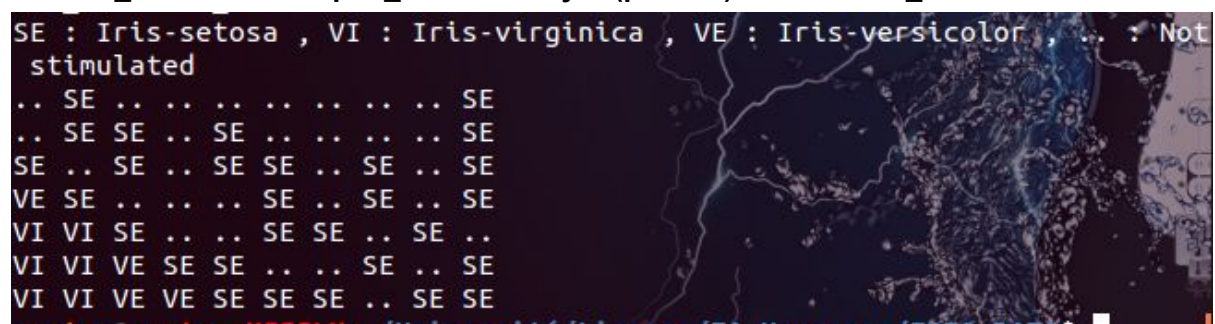 SE : Iris-setosa , VI : Iris-virginica , VE : Iris-versicolor , .. : Not
stimulated
.. SE .. .. .. .. .. .. .. SE
.. SE SE .. SE .. .. .. .. SE
SE .. SE .. SE SE .. SE .. SE
VE SE .. .. .. SE .. SE .. SE
VI VI SE .. .. SE SE .. SE ..
VI VI VE SE SE .. .. SE .. SE
VI VI VE VE SE SE SE .. SE SE